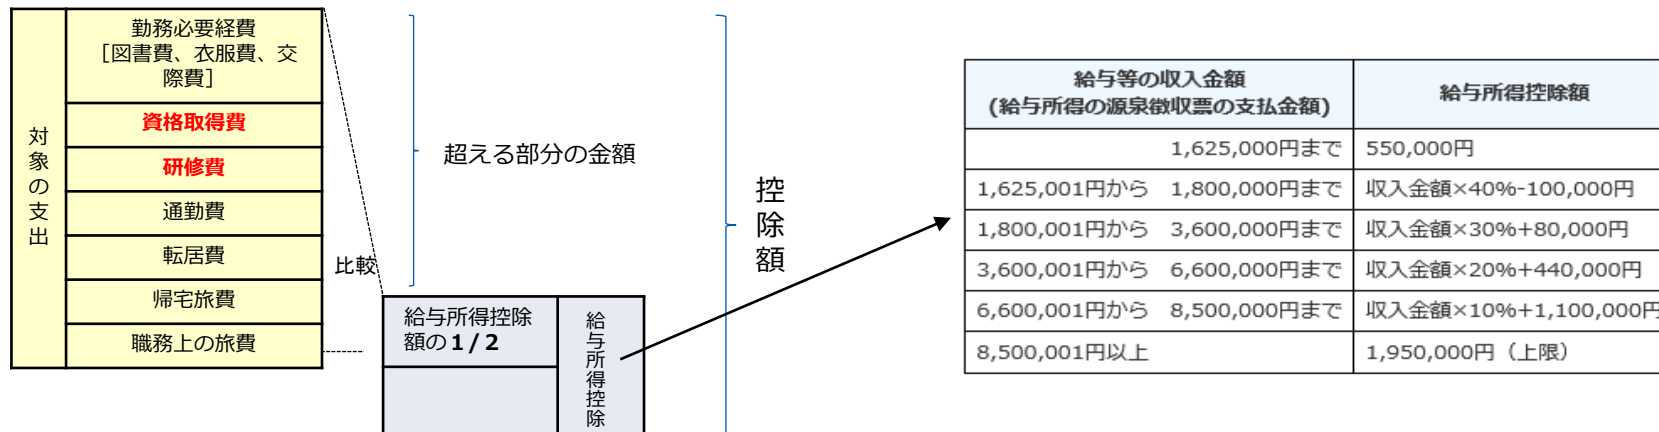 対象の支出
勤務必要経費
[図書費、衣服費、交
際費]
資格取得費
研修費
通勤費
転居費
帰宅旅費
職務上の旅費
比較
超える部分の金額
給与所得控除
額の1/2
給与所得控除
控除額
給与等の収入金額
(給与所得の源泉徴収票の支払金額)
給与所得控除額
1,625,000円まで
550,000円
1,625,001円から 1,800,000円まで
収入金額×40%-100,000円
1,800,001円から 3,600,000円まで
収入金額×30%+80,000円
3,600,001円から 6,600,000円まで
収入金額×20%+440,000円
6,600,001円から 8,500,000円まで
収入金額×10%+1,100,000円
8,500,001円以上
1,950,000円（上限）